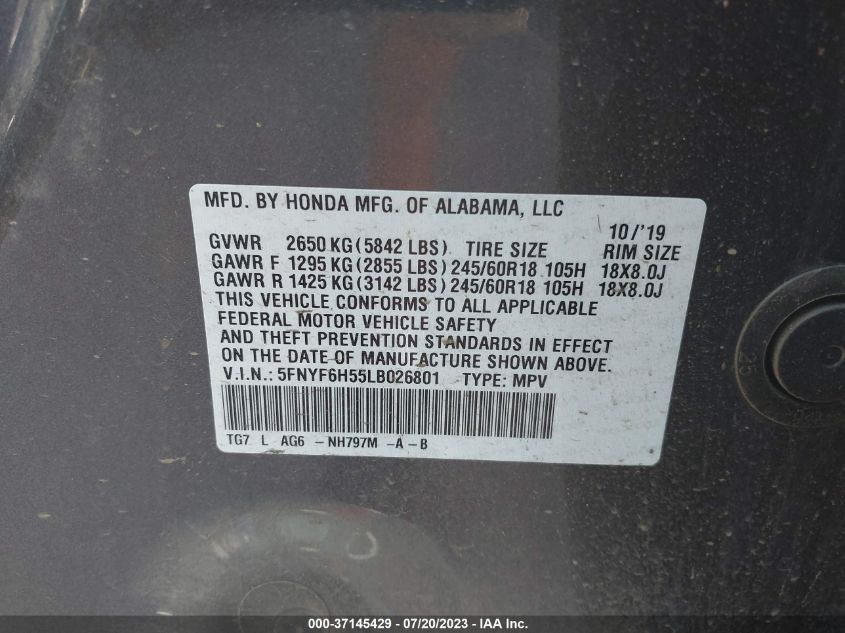 MFD. BY HONDA MFG. OF ALABAMA, LLC
10/'19
GVWR 2650 KG (5842 LBS) TIRE SIZE RIM SIZE
GAWR F 1295 KG (2855 LBS) 245/60R18 105H 18X8.0J
GAWR R 1425 KG (3142 LBS) 245/60R18 105H 18X8.0J
THIS VEHICLE CONFORMS TO ALL APPLICABLE
FEDERAL MOTOR VEHICLE SAFETY
AND THEFT PREVENTION STANDARDS IN EFFECT
ON THE DATE OF MANUFACTURE SHOWN ABOVE.
V.I.N.: 5FNYF6H55LB026801 TYPE: MPV
TG7 L AG6 -NH797M -A-B
25
000-37145429 - 07/20/2023 - IAA Inc.